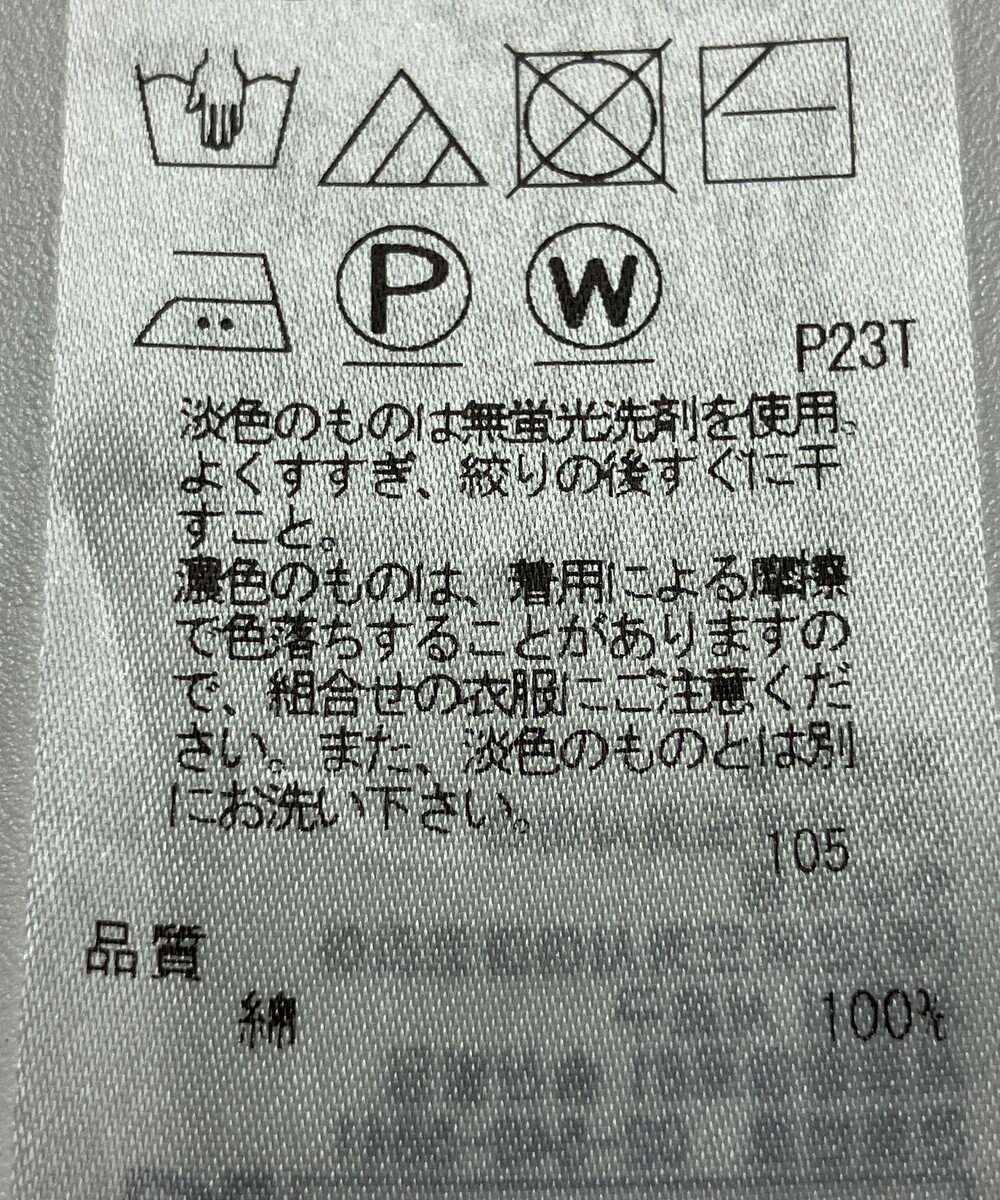 P W
P23T
淡色のものは無蛍光洗剤を使用。
よくすすぎ、絞りの後すぐに干
すこと。
濃色のものは、着用による摩擦
で色落ちすることがありますの
で、組合せの衣服にご注意くだ
さい。また、淡色のものとは別
にお洗い下さい。
105
品質
綿 100%